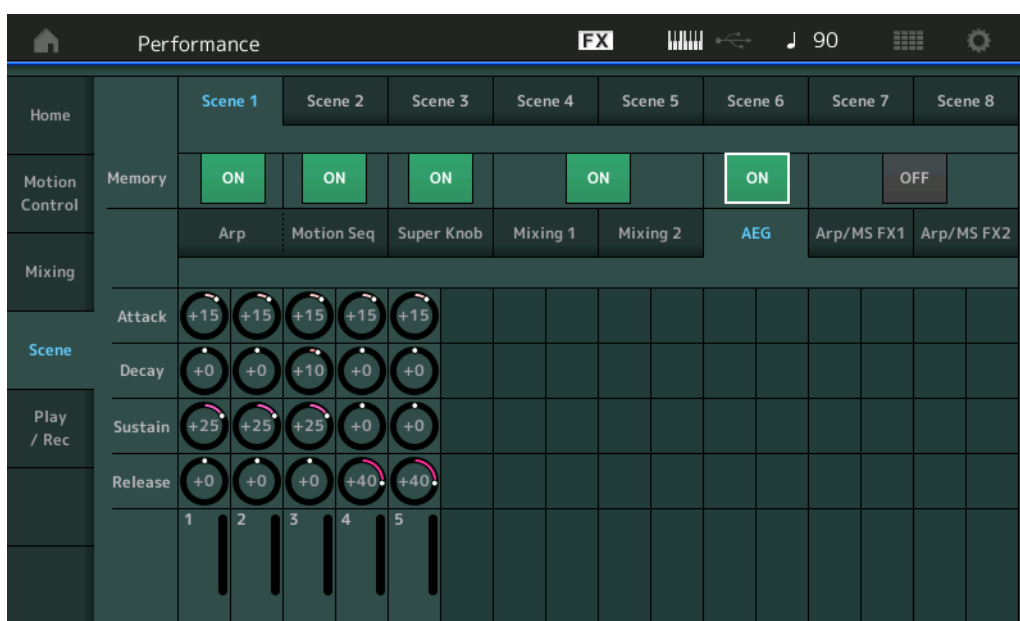 Performance FX 90
Scene 1 Scene 2 Scene 3 Scene 4 Scene 5 Scene 6 Scene 7 Scene 8
Home
Memory ON ON ON ON ON OFF
Motion
Control
Arp Motion Seq Super Knob Mixing 1 Mixing 2 AEG Arp/MS FX1 Arp/MS FX2
Mixing
Attack +15 +15 +15 +15 +15
Scene
Decay +0 +0 +10 +0 +0
Play
/ Rec
Sustain +25 +25 +25 +0 +0
Release +0 +0 +0 +40 +40
1 2 3 4 5